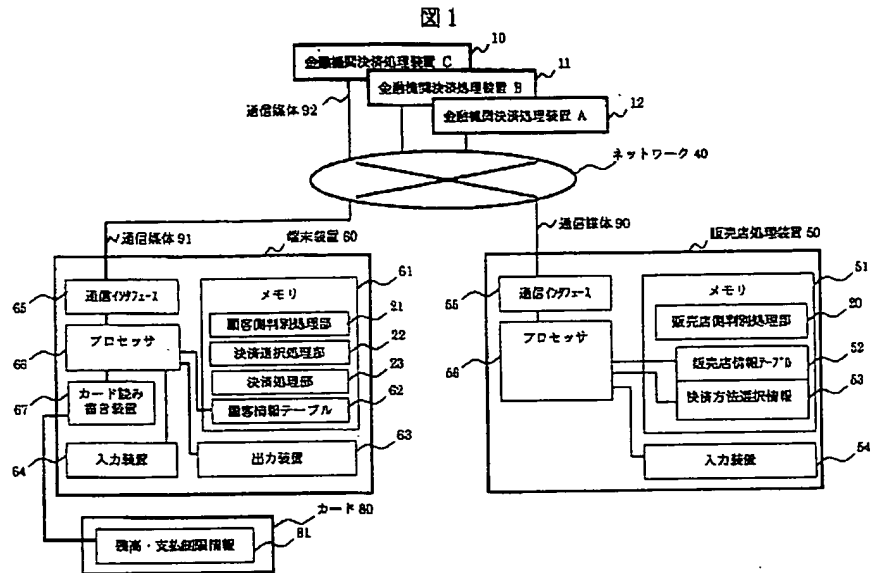 図1
10
金融機関決済処理装置 C
11
金融機関決済処理装置 B
12
金融機関決済処理装置 A
通信媒体 92
ネットワーク 40
通信媒体 91
端末装置 60
通信媒体 90
販売店処理装置 50
65
通信インタフェース
61
メモリ
21
顧客側判別処理部
66
プロセッサ
22
決済選択処理部
23
決済処理部
67
カード読み
書き装置
62
顧客情報テーブル
64
入力装置
63
出力装置
カード 80
残高・支払制限情報
81
55
通信インタフェース
51
メモリ
20
販売店側判別処理部
56
プロセッサ
52
販売店情報テーブル
53
決済方法選択情報
54
入力装置